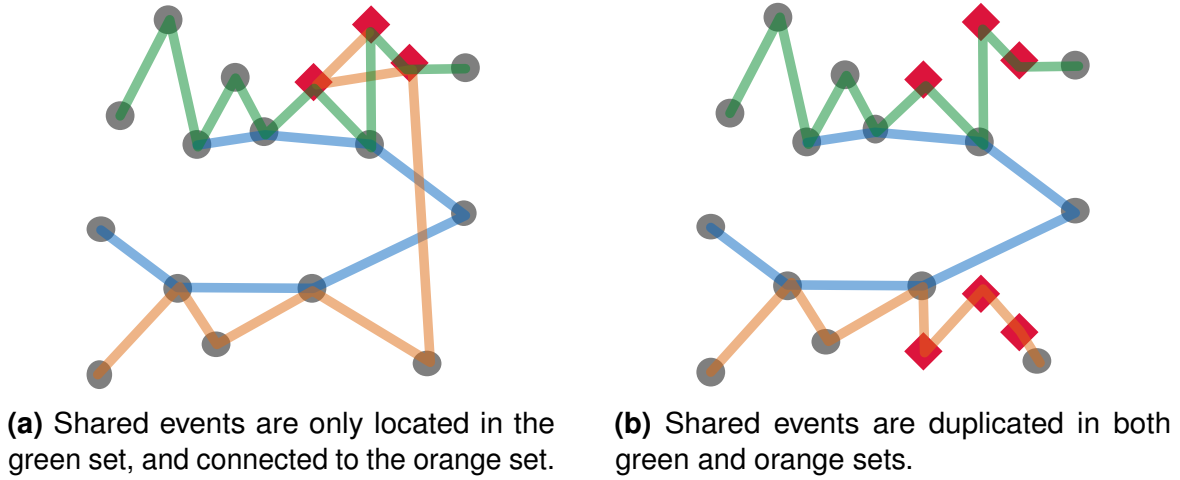 (a) Shared events are only located in the
green set, and connected to the orange set.
(b) Shared events are duplicated in both
green and orange sets.